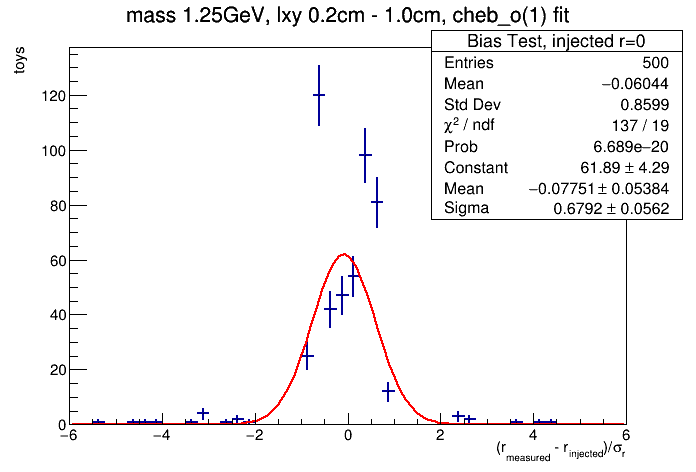 mass 1.25GeV, lxy 0.2cm - 1.0cm, cheb_o(1) fit
Bias Test, injected r=0
Entries 500
Mean −0.06044
Std Dev 0.8599
χ² / ndf 137 / 19
Prob 6.689e−20
Constant 61.89 ± 4.29
Mean −0.07751 ± 0.05384
Sigma 0.6792 ± 0.0562
toys
120
100
80
60
40
20
0
−6 −4 −2 0 2 4 6
(r_measured - r_injected)/σ_r